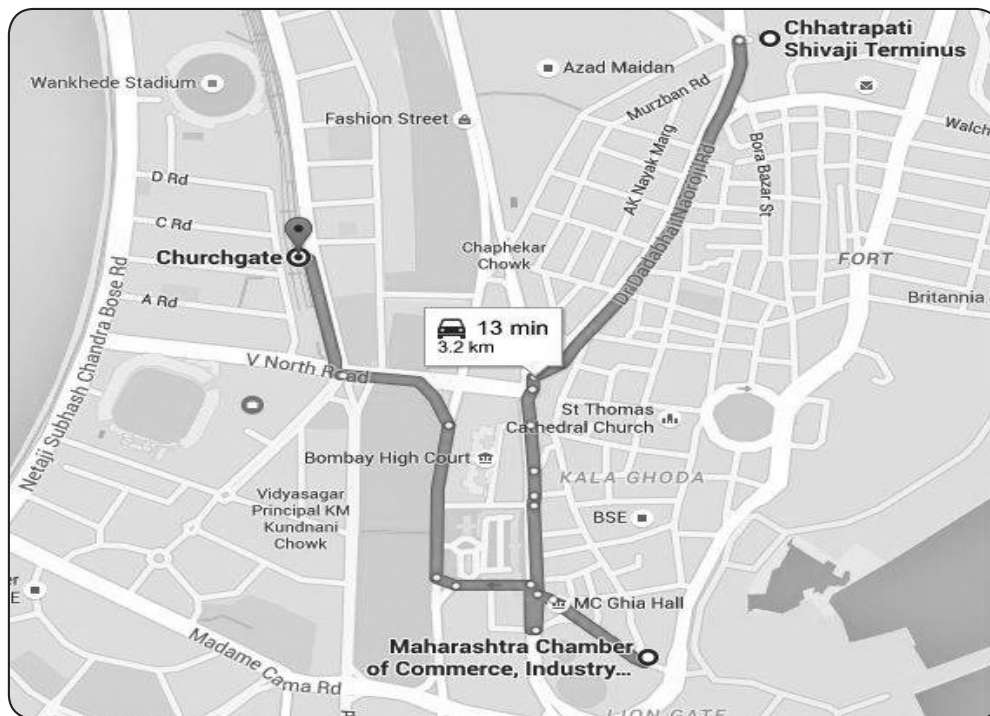 Chhatrapati
Shivaji Terminus
Wankhede Stadium
Azad Maidan
Murzban Rd
Fashion Street
Walch
AK Nayak Marg
Bora Bazar St
D Rd
Dr Dadabhai Naoroji Rd
C Rd
Chaphekar
Chowk
Churchgate
FORT
Netaji Subhash Chandra Bose Rd
A Rd
Britannia
13 min
3.2 km
V North Road
St Thomas
Cathedral Church
Bombay High Court
KALA GHODA
Vidyasagar
Principal KM
Kundnani
Chowk
BSE
er
E
MC Ghia Hall
Madame Cama Rd
Maharashtra Chamber
of Commerce, Industry...
LION GATE